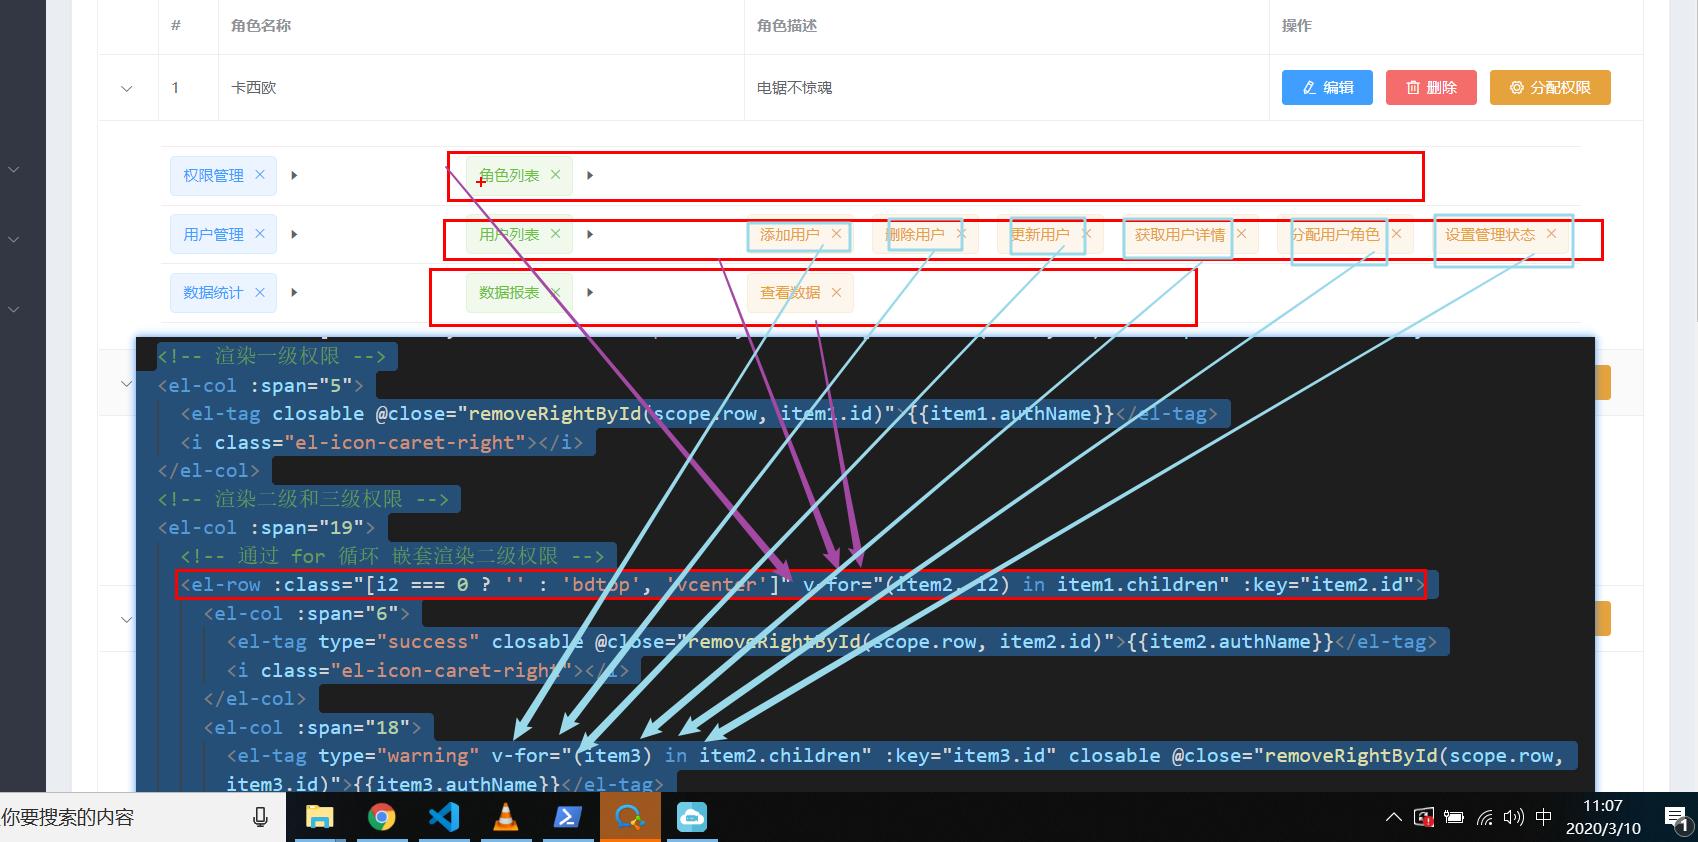 # 角色名称 角色描述 操作
1 卡西欧 电锯不惊魂 编辑 删除 分配权限
权限管理 × 角色列表 ×
用户管理 × 用户列表 × 添加用户 × 删除用户 × 更新用户 × 获取用户详情 × 分配用户角色 × 设置管理状态 ×
数据统计 × 数据报表 × 查看数据 ×
<!-- 渲染一级权限 -->
<el-col :span="5">
<el-tag closable @close="removeRightById(scope.row, item1.id)">{{item1.authName}}</el-tag>
<i class="el-icon-caret-right"></i>
</el-col>
<!-- 渲染二级和三级权限 -->
<el-col :span="19">
<!-- 通过 for 循环 嵌套渲染二级权限 -->
<el-row :class="[i2 === 0 ? '' : 'bdtop', 'vcenter']" v-for="(item2, i2) in item1.children" :key="item2.id">
<el-col :span="6">
<el-tag type="success" closable @close="removeRightById(scope.row, item2.id)">{{item2.authName}}</el-tag>
<i class="el-icon-caret-right"></i>
</el-col>
<el-col :span="18">
<el-tag type="warning" v-for="(item3) in item2.children" :key="item3.id" closable @close="removeRightById(scope.row,
item3.id)">{{item3.authName}}</el-tag>
你要搜索的内容
中 11:07
2020/3/10
1